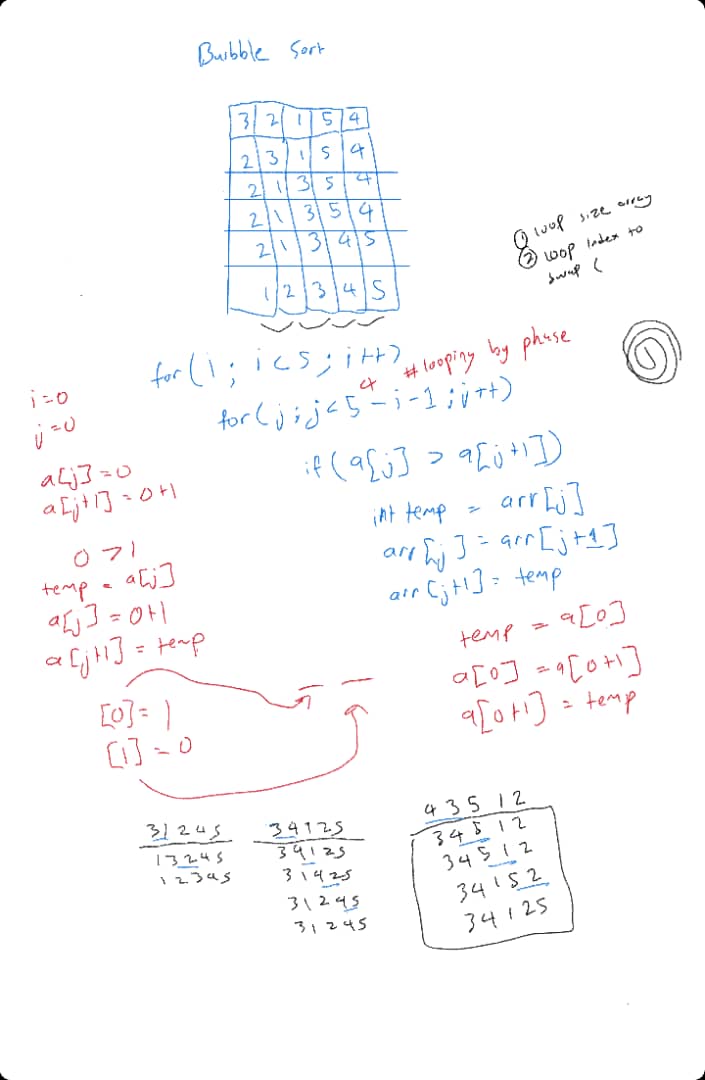 Bubble Sort
3 2 1 5 4
2 3 1 5 4
2 1 3 5 4
2 1 3 5 4
2 1 3 4 5
1 2 3 4 5
① loop size array
② loop index to
swap (
for(i; i<5; i++)
# looping by phase
4
for(j; j<5-i-1; j++)
if(a[j] > a[j+1])
int temp = arr[j]
arr[j] = arr[j+1]
arr[j+1] = temp
i=0
j=0
a[j]=0
a[j+1]=0+1
0>1
temp = a[j]
a[j] = 0+1
a[j+1] = temp
[0]=1
[1]=0
temp = a[0]
a[0] = a[0+1]
a[0+1] = temp
31245
13245
12345
34125
34125
31425
31245
31245
43512
34512
34512
34152
34125